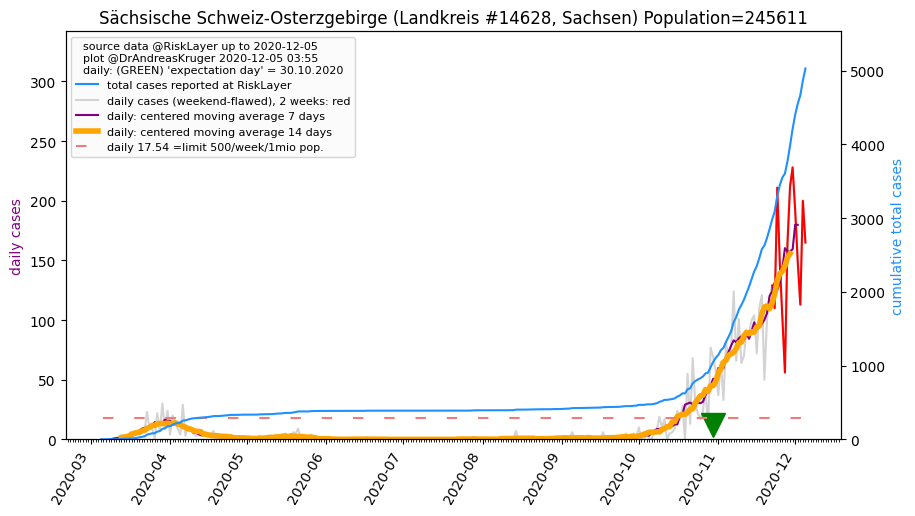 Sächsische Schweiz-Osterzgebirge (Landkreis #14628, Sachsen) Population=245611
source data @RiskLayer up to 2020-12-05
plot @DrAndreasKruger 2020-12-05 03:55
daily: (GREEN) 'expectation day' = 30.10.2020
total cases reported at RiskLayer
daily cases (weekend-flawed), 2 weeks: red
daily: centered moving average 7 days
daily: centered moving average 14 days
daily 17.54 =limit 500/week/1mio pop.
daily cases
300
250
200
150
100
50
0
cumulative total cases
5000
4000
3000
2000
1000
0
2020-03
2020-04
2020-05
2020-06
2020-07
2020-08
2020-09
2020-10
2020-11
2020-12